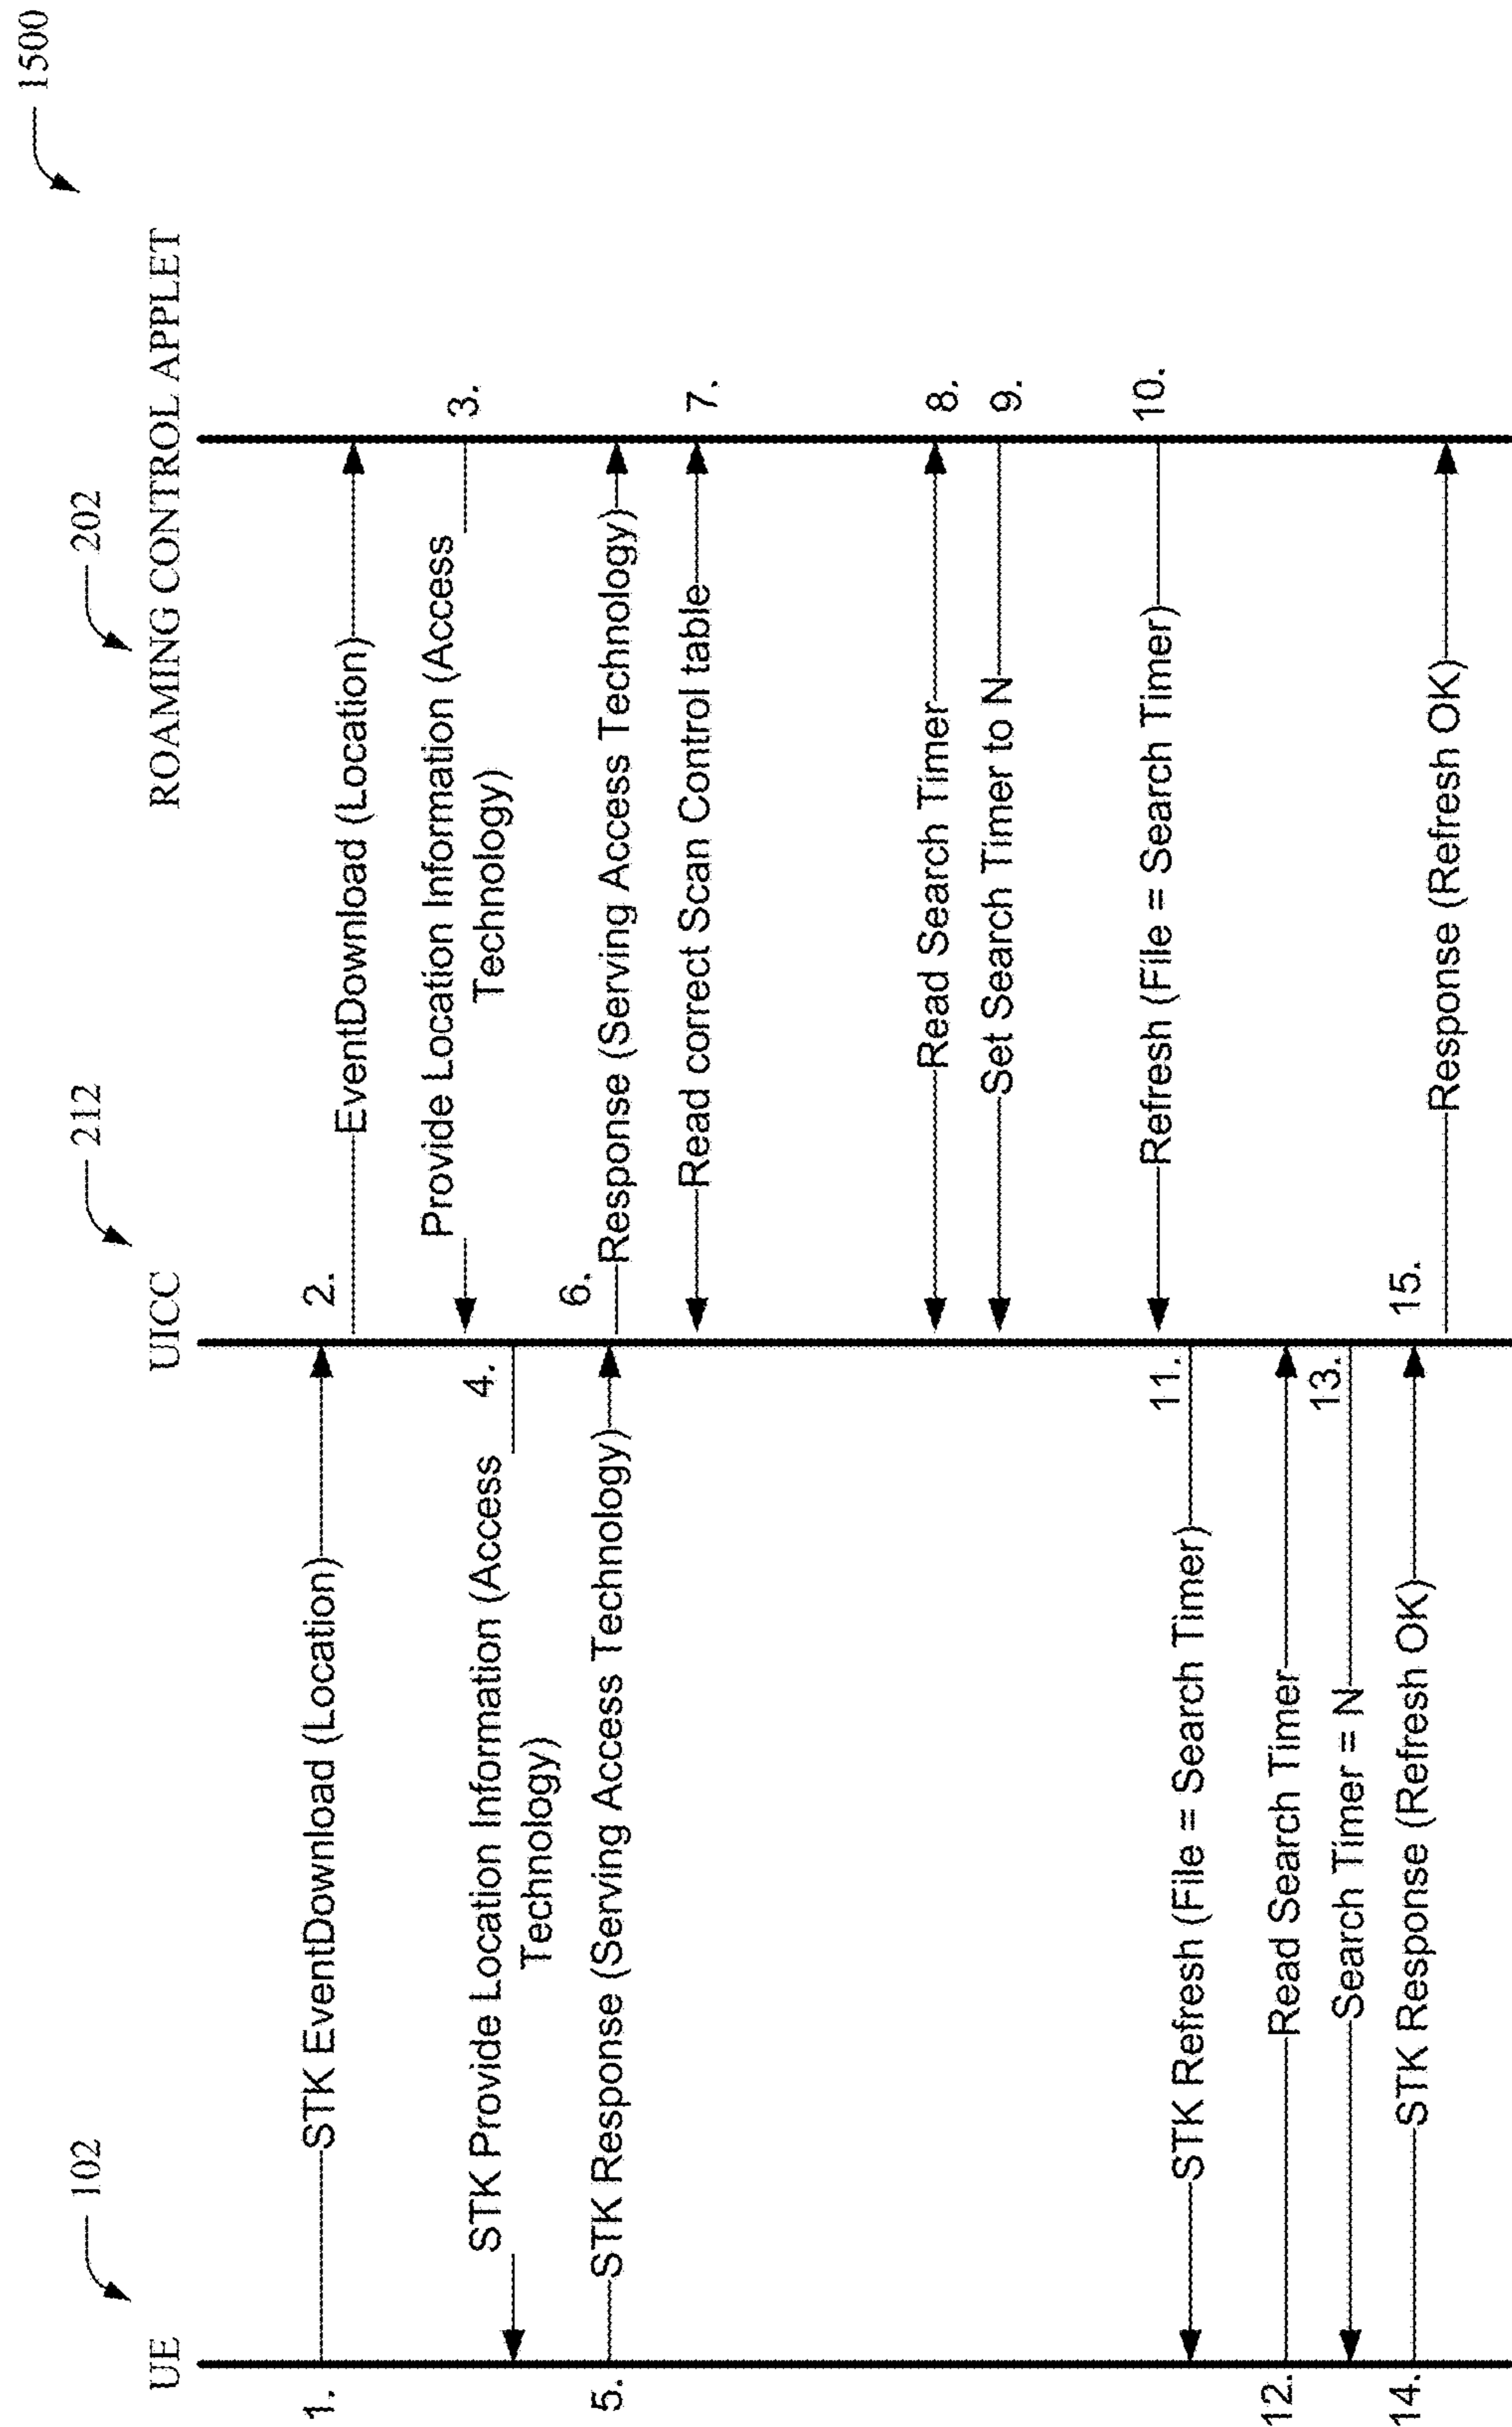 1500
102
212
202
UE
UICC
ROAMING CONTROL APPLET
1.
STK EventDownload (Location)
2.
EventDownload (Location)
3.
Provide Location Information (Access
Technology)
4.
STK Provide Location Information (Access
Technology)
5.
STK Response (Serving Access Technology)
6.
Response (Serving Access Technology)
7.
Read correct Scan Control table
8.
Read Search Timer
9.
Set Search Timer to N
10.
Refresh (File = Search Timer)
11.
STK Refresh (File = Search Timer)
12.
Read Search Timer
13.
Search Timer = N
14.
STK Response (Refresh OK)
15.
Response (Refresh OK)